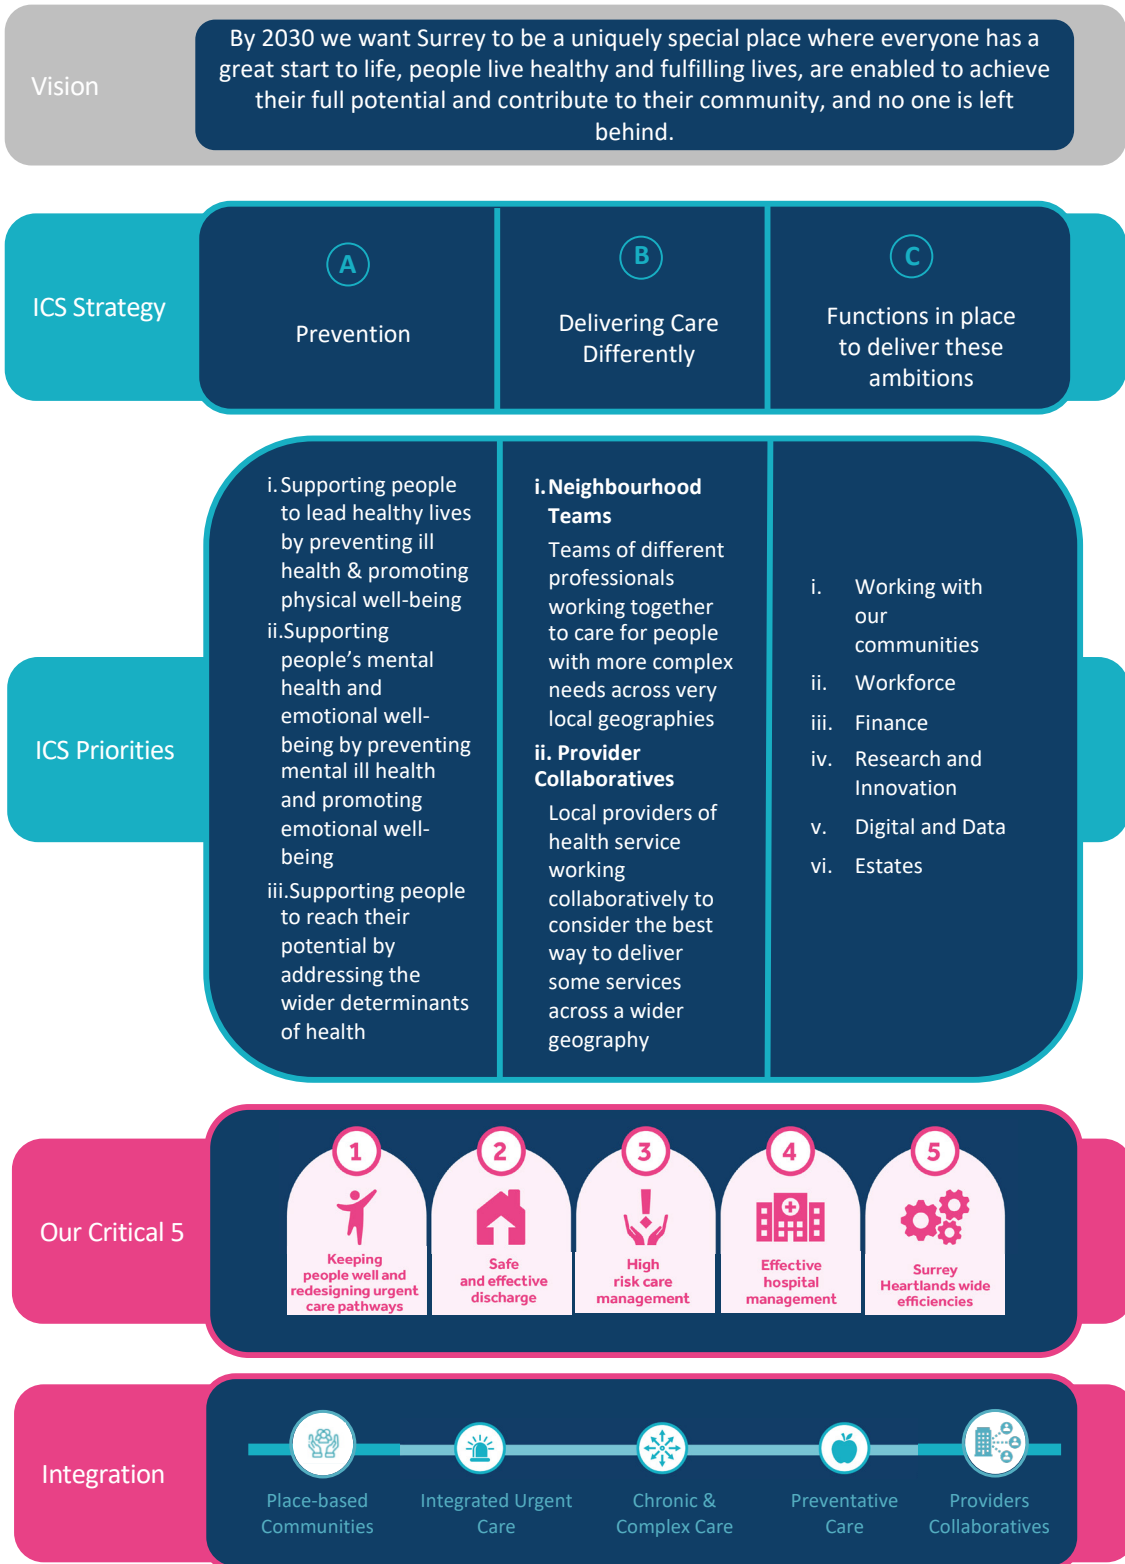 Vision
By 2030 we want Surrey to be a uniquely special place where everyone has a
great start to life, people live healthy and fulfilling lives, are enabled to achieve
their full potential and contribute to their community, and no one is left
behind.
ICS Strategy
A
Prevention
B
Delivering Care
Differently
C
Functions in place
to deliver these
ambitions
ICS Priorities
i. Supporting people
to lead healthy lives
by preventing ill
health & promoting
physical well-being
ii.Supporting
people's mental
health and
emotional well-
being by preventing
mental ill health
and promoting
emotional well-
being
iii.Supporting people
to reach their
potential by
addressing the
wider determinants
of health
i. Neighbourhood
Teams
Teams of different
professionals
working together
to care for people
with more complex
needs across very
local geographies
ii. Provider
Collaboratives
Local providers of
health service
working
collaboratively to
consider the best
way to deliver
some services
across a wider
geography
i. Working with
our
communities
ii. Workforce
iii. Finance
iv. Research and
Innovation
v. Digital and Data
vi. Estates
Our Critical 5
1
Keeping
people well and
redesigning urgent
care pathways
2
Safe
and effective
discharge
3
High
risk care
management
4
Effective
hospital
management
5
Surrey
Heartlands wide
efficiencies
Integration
Place-based
Communities
Integrated Urgent
Care
Chronic &
Complex Care
Preventative
Care
Providers
Collaboratives